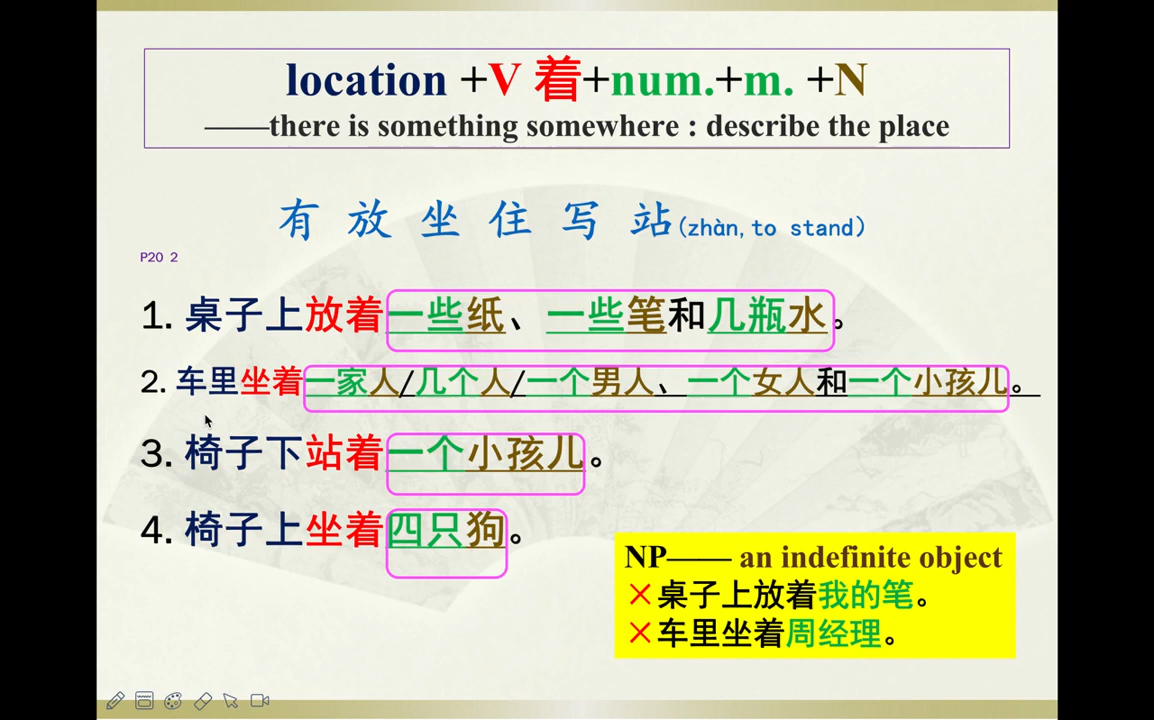 location +V 着+num.+m. +N
——there is something somewhere : describe the place
有 放 坐 住 写 站(zhàn,to stand)
P20 2
1. 桌子上放着一些纸、一些笔和几瓶水。
2. 车里坐着一家人/几个人/一个男人、一个女人和一个小孩儿。
3. 椅子下站着一个小孩儿。
4. 椅子上坐着四只狗。
NP—— an indefinite object
×桌子上放着我的笔。
×车里坐着周经理。